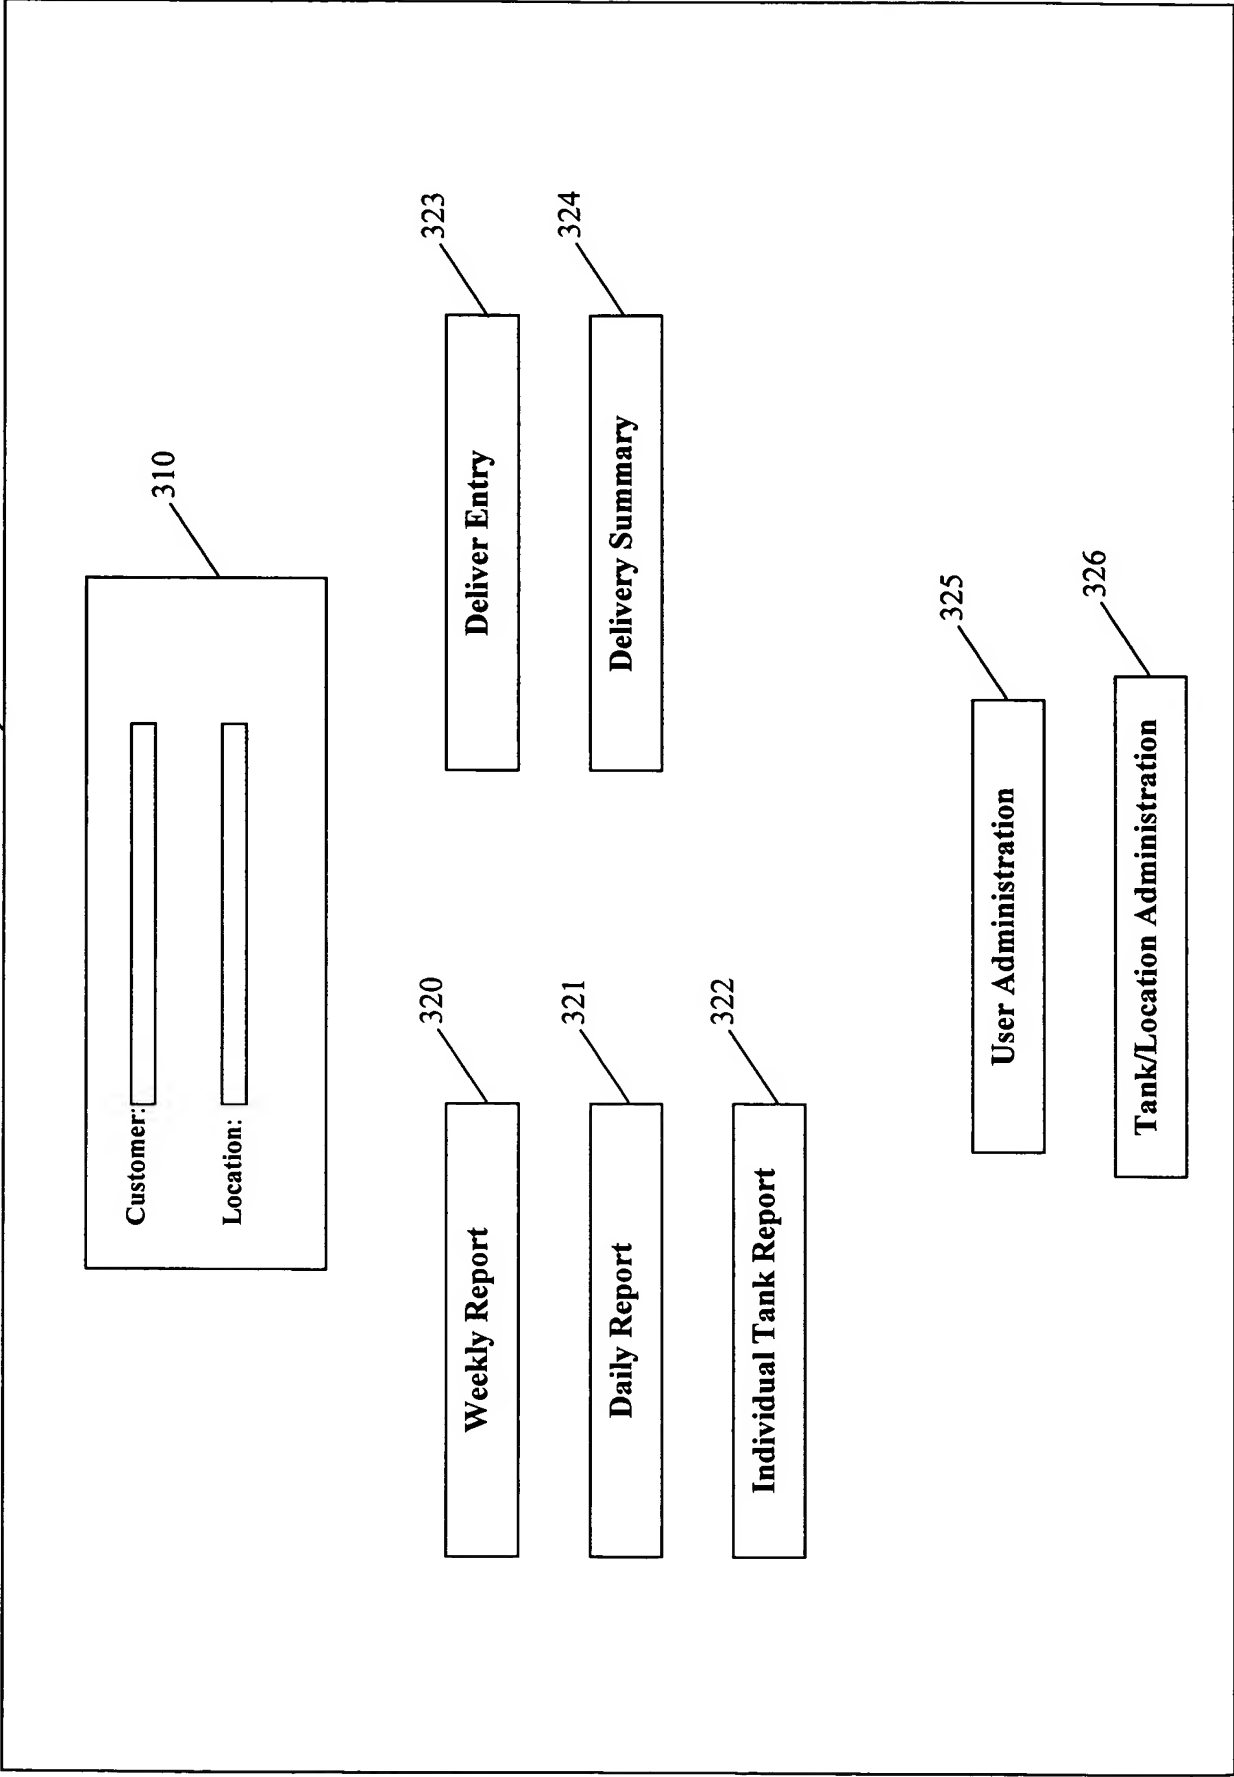 310
Customer:
Location:
320
Weekly Report
323
Deliver Entry
321
Daily Report
324
Delivery Summary
322
Individual Tank Report
325
User Administration
326
Tank/Location Administration